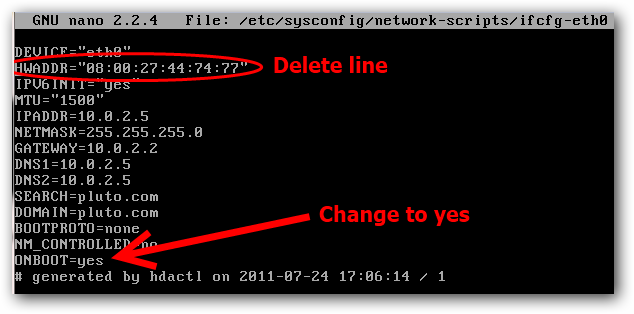 GNU nano 2.2.4 File: /etc/sysconfig/network-scripts/ifcfg-eth0
DEVICE="eth0"
HWADDR="08:00:27:44:74:77"
Delete line
IPV6INIT="yes"
MTU="1500"
IPADDR=10.0.2.5
NETMASK=255.255.255.0
GATEWAY=10.0.2.2
DNS1=10.0.2.5
DNS2=10.0.2.5
SEARCH=pluto.com
DOMAIN=pluto.com
Change to yes
BOOTPROTO=none
NM_CONTROLLED=no
ONBOOT=yes
# generated by hdactl on 2011-07-24 17:06:14 / 1